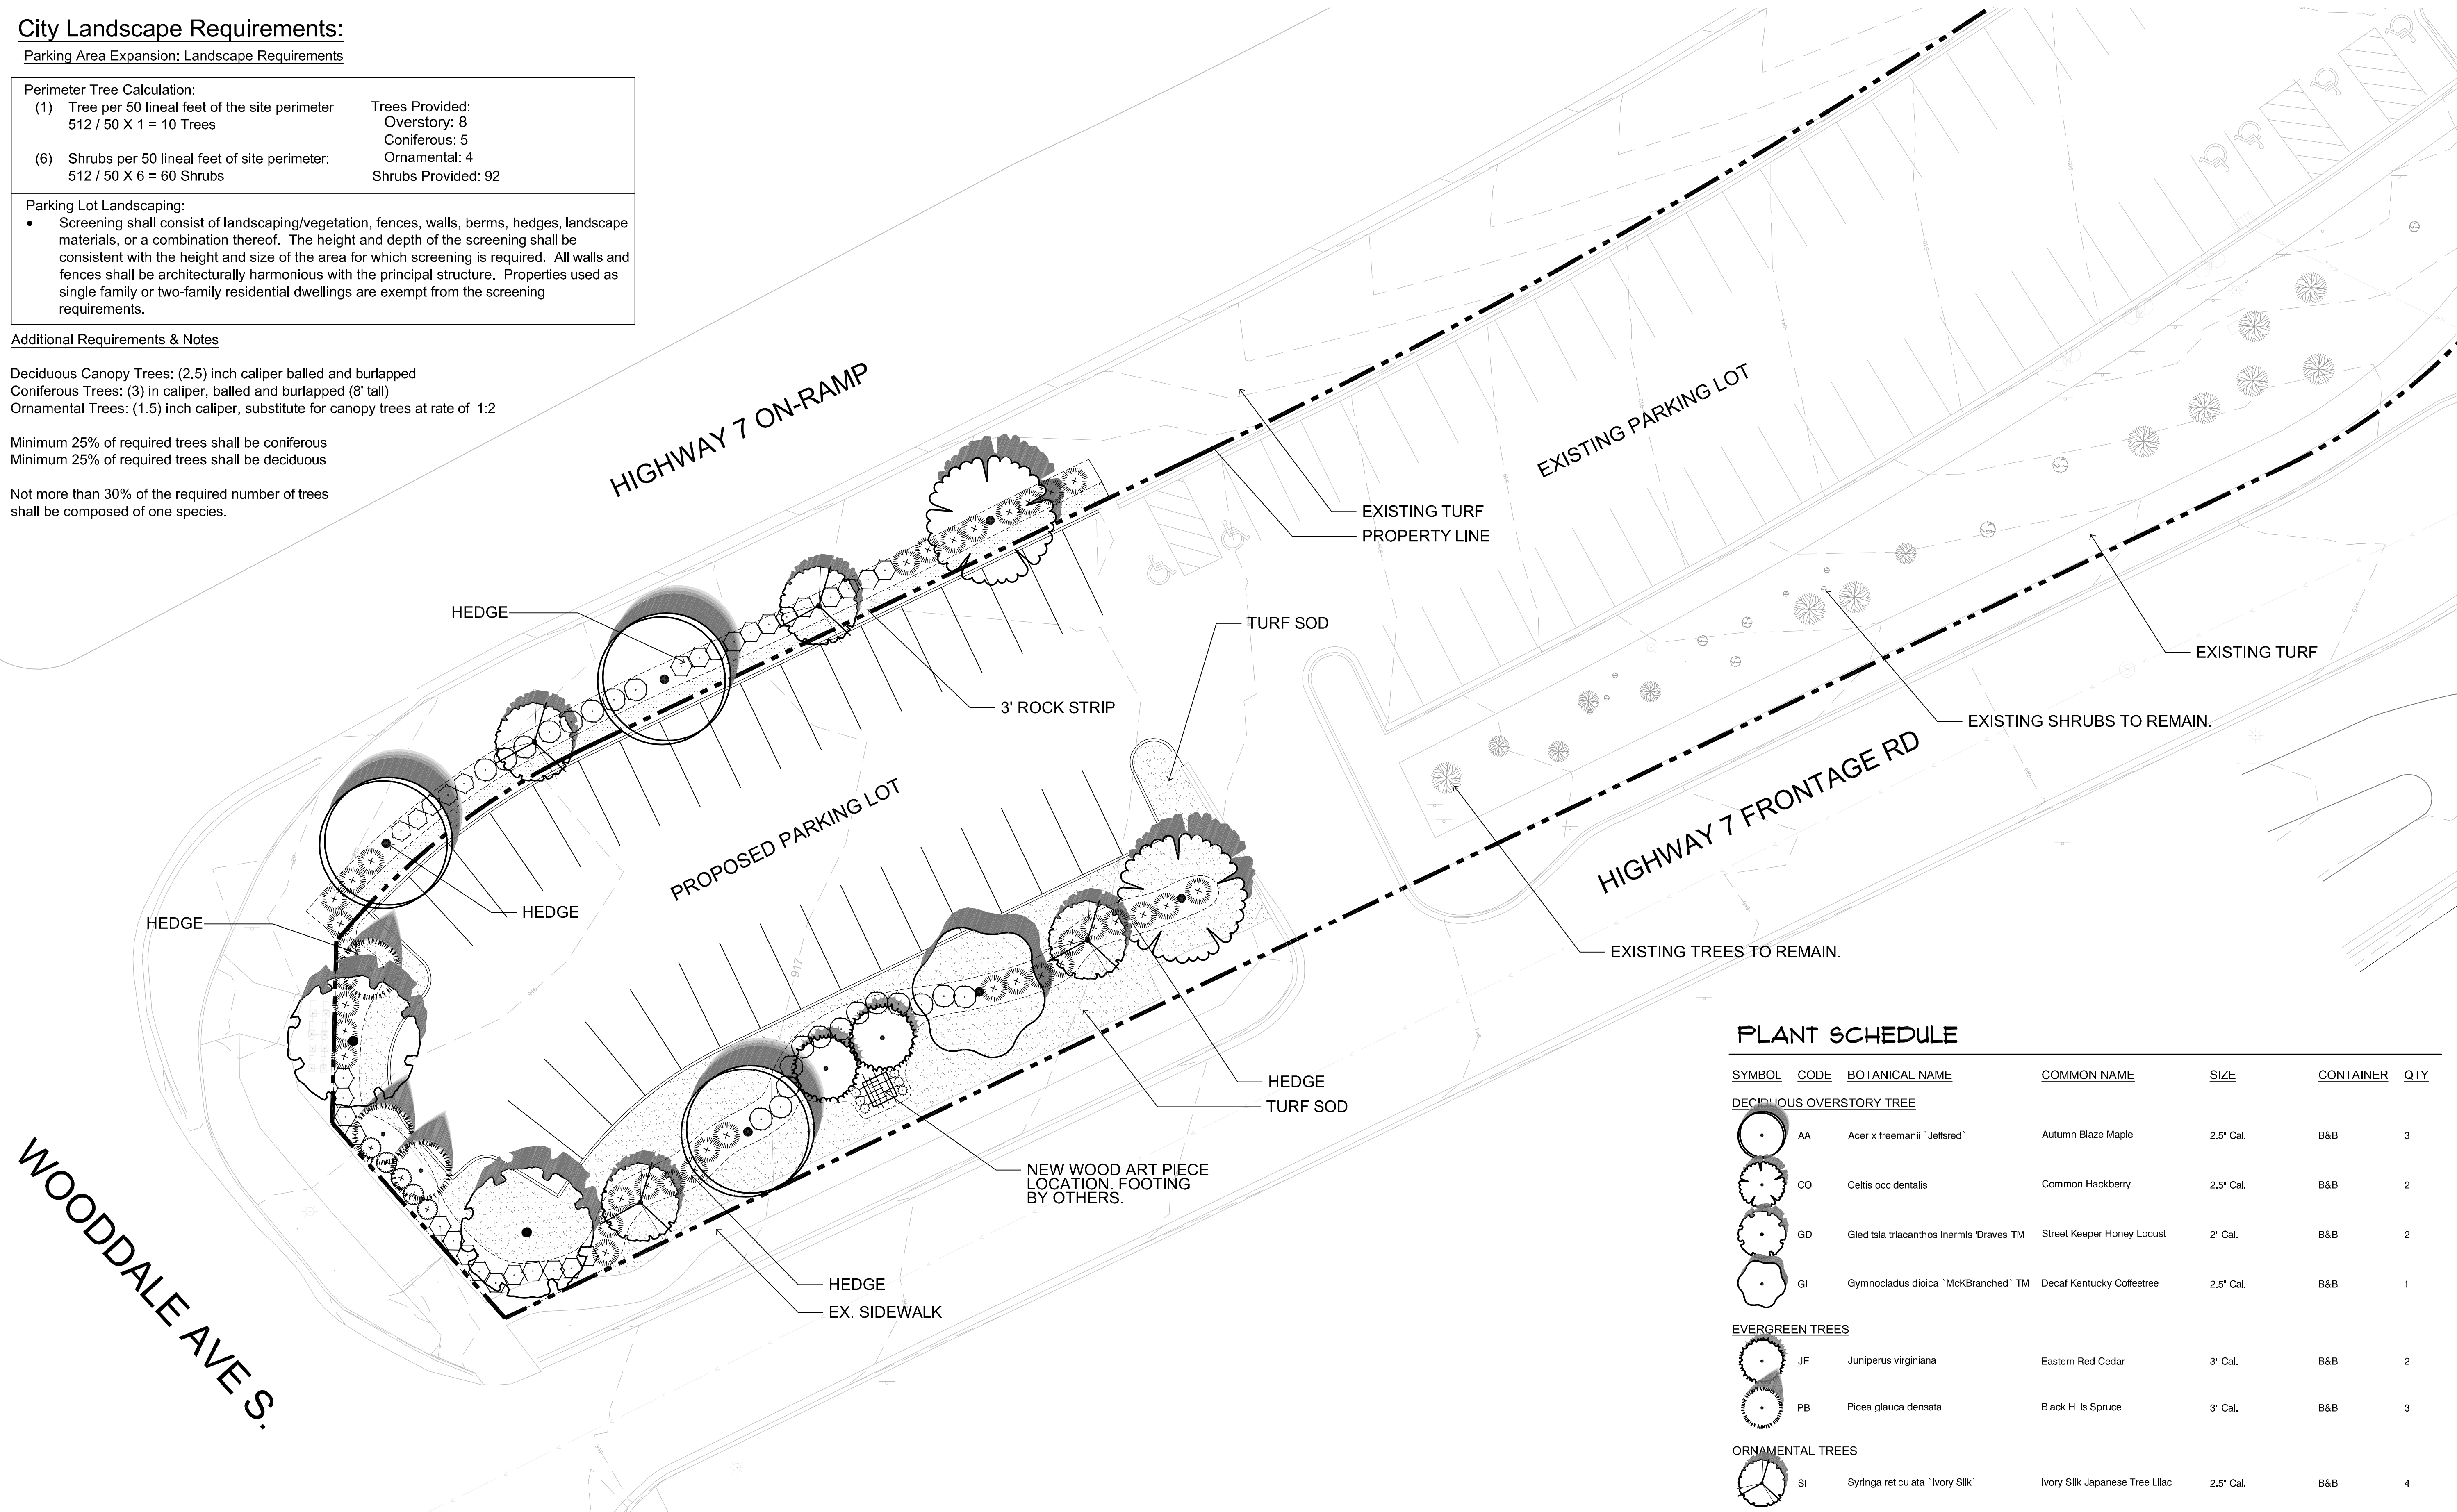 City Landscape Requirements:
Parking Area Expansion: Landscape Requirements
Perimeter Tree Calculation:
(1) Tree per 50 lineal feet of the site perimeter
512 / 50 X 1 = 10 Trees
(6) Shrubs per 50 lineal feet of site perimeter:
512 / 50 X 6 = 60 Shrubs
Trees Provided:
Overstory: 8
Coniferous: 5
Ornamental: 4
Shrubs Provided: 92
Parking Lot Landscaping:
• Screening shall consist of landscaping/vegetation, fences, walls, berms, hedges, landscape
materials, or a combination thereof. The height and depth of the screening shall be
consistent with the height and size of the area for which screening is required. All walls and
fences shall be architecturally harmonious with the principal structure. Properties used as
single family or two-family residential dwellings are exempt from the screening
requirements.
Additional Requirements & Notes
Deciduous Canopy Trees: (2.5) inch caliper balled and burlapped
Coniferous Trees: (3) in caliper, balled and burlapped (8' tall)
Ornamental Trees: (1.5) inch caliper, substitute for canopy trees at rate of 1:2
Minimum 25% of required trees shall be coniferous
Minimum 25% of required trees shall be deciduous
Not more than 30% of the required number of trees
shall be composed of one species.
HIGHWAY 7 ON-RAMP
EXISTING PARKING LOT
EXISTING TURF
PROPERTY LINE
HEDGE
TURF SOD
EXISTING TURF
3' ROCK STRIP
EXISTING SHRUBS TO REMAIN.
PROPOSED PARKING LOT
HIGHWAY 7 FRONTAGE RD
HEDGE
HEDGE
EXISTING TREES TO REMAIN.
917
HEDGE
TURF SOD
NEW WOOD ART PIECE
LOCATION. FOOTING
BY OTHERS.
HEDGE
EX. SIDEWALK
WOODDALE AVE S.
PLANT SCHEDULE
SYMBOL CODE BOTANICAL NAME COMMON NAME SIZE CONTAINER QTY
DECIDUOUS OVERSTORY TREE
AA Acer x freemanii `Jeffsred` Autumn Blaze Maple 2.5" Cal. B&B 3
CO Celtis occidentalis Common Hackberry 2.5" Cal. B&B 2
GD Gleditsia triacanthos inermis 'Draves' TM Street Keeper Honey Locust 2" Cal. B&B 2
Gi Gymnocladus dioica `McKBranched` TM Decaf Kentucky Coffeetree 2.5" Cal. B&B 1
EVERGREEN TREES
JE Juniperus virginiana Eastern Red Cedar 3" Cal. B&B 2
PB Picea glauca densata Black Hills Spruce 3" Cal. B&B 3
ORNAMENTAL TREES
Si Syringa reticulata `Ivory Silk` Ivory Silk Japanese Tree Lilac 2.5" Cal. B&B 4